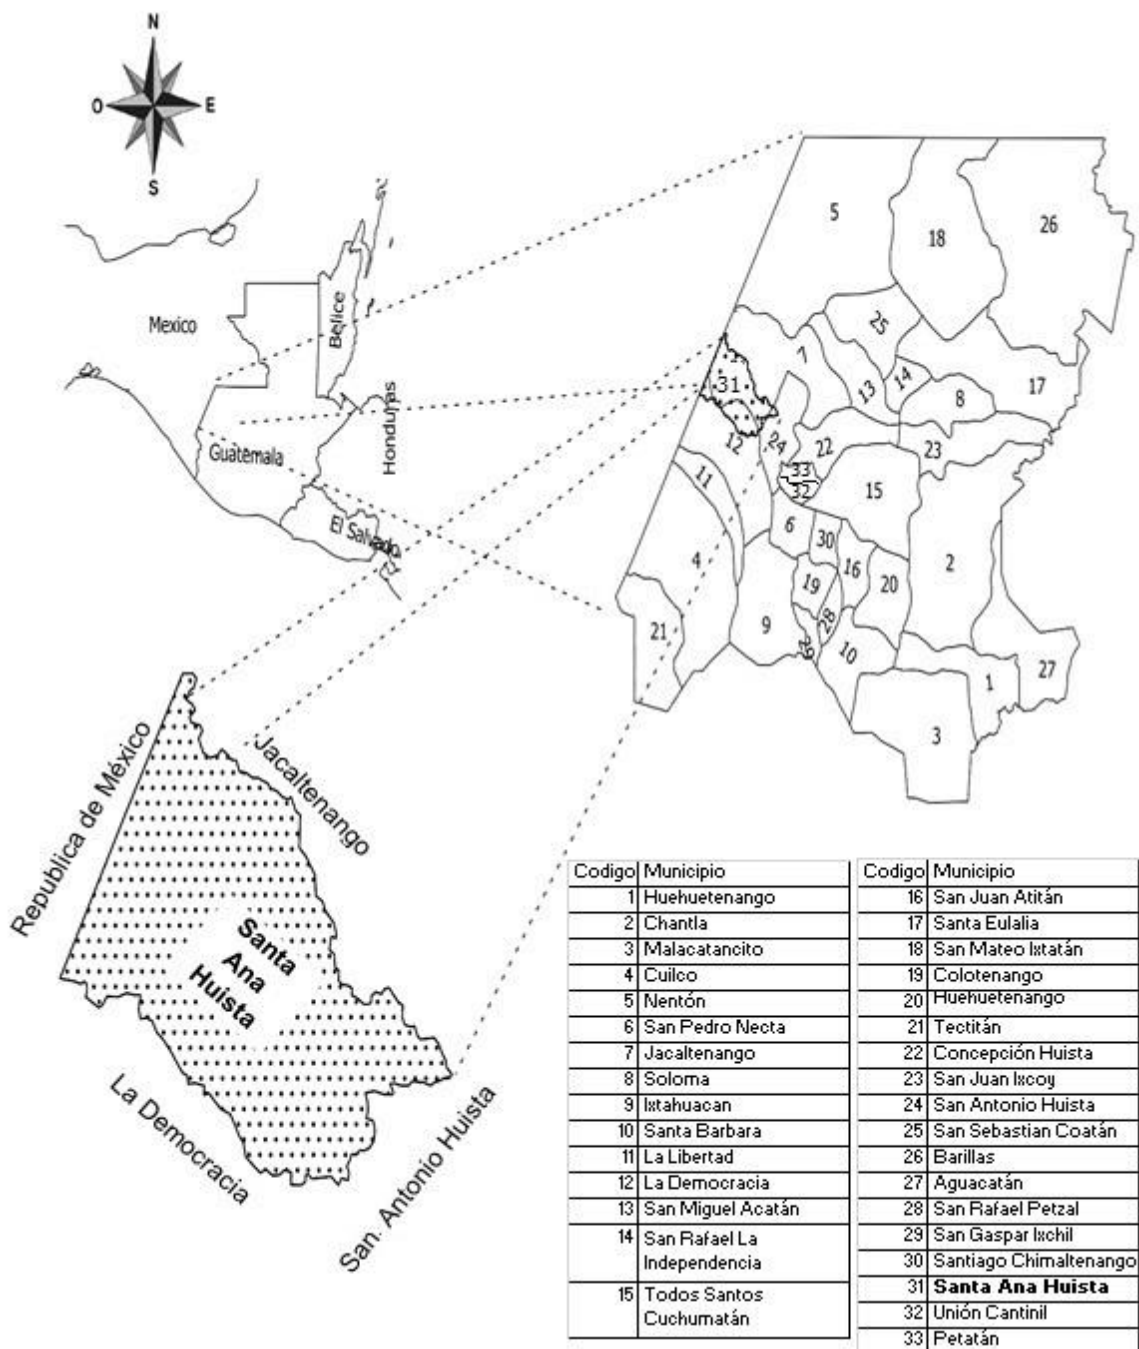 N
O E
S
Mexico
Belice
Guatemala
Honduras
El Salvado
5
18
26
25
7
31
13
14
17
8
12
24
22
23
11
33
32
15
6
30
4
16
2
19
20
21
9
28
29
10
27
1
3
Republica de México
Jacaltenango
Santa
Ana
Huista
La Democracia
San. Antonio Huista
Codigo Municipio
1 Huehuetenango
2 Chantla
3 Malacatancito
4 Cuilco
5 Nentón
6 San Pedro Necta
7 Jacaltenango
8 Soloma
9 Ixtahuacan
10 Santa Barbara
11 La Libertad
12 La Democracia
13 San Miguel Acatán
14 San Rafael La
Independencia
15 Todos Santos
Cuchumatán
Codigo Municipio
16 San Juan Atitán
17 Santa Eulalia
18 San Mateo Ixtatán
19 Colotenango
20 Huehuetenango
21 Tectitán
22 Concepción Huista
23 San Juan Ixcoy
24 San Antonio Huista
25 San Sebastian Coatán
26 Barillas
27 Aguacatán
28 San Rafael Petzal
29 San Gaspar Ixchil
30 Santiago Chimaltenango
31 Santa Ana Huista
32 Unión Cantinil
33 Petatán